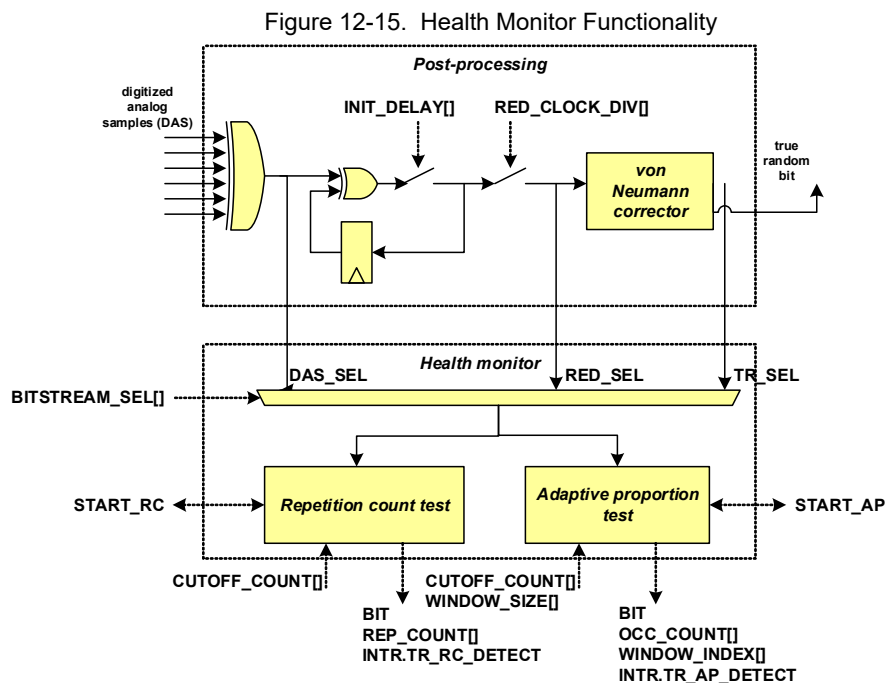 Figure 12-15.  Health Monitor Functionality
Post-processing
digitized
analog
samples (DAS)
INIT_DELAY[]
RED_CLOCK_DIV[]
von
Neumann
corrector
true
random
bit
Health monitor
DAS_SEL
RED_SEL
TR_SEL
BITSTREAM_SEL[]
START_RC
Repetition count test
Adaptive proportion
test
START_AP
CUTOFF_COUNT[]
CUTOFF_COUNT[]
WINDOW_SIZE[]
BIT
REP_COUNT[]
INTR.TR_RC_DETECT
BIT
OCC_COUNT[]
WINDOW_INDEX[]
INTR.TR_AP_DETECT